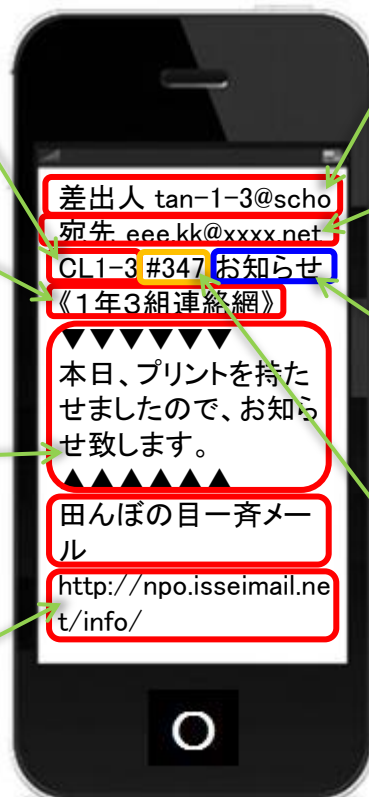 差出人 tan-1-3@scho
宛先 eee.kk@xxxx.net
CL1-3 #347 お知らせ
《1年3組連絡網》
▼▼▼▼▼▼
本日、プリントを持た
せましたので、お知ら
せ致します。
▲▲▲▲▲▲
田んぼの目一斉メー
ル
http://npo.isseimail.ne
t/info/